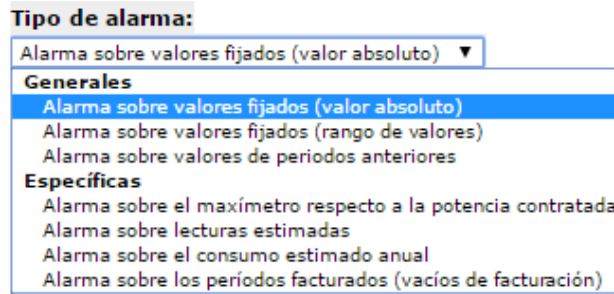 Tipo de alarma:
Alarma sobre valores fijados (valor absoluto) ▼
Generales
Alarma sobre valores fijados (valor absoluto)
Alarma sobre valores fijados (rango de valores)
Alarma sobre valores de periodos anteriores
Específicas
Alarma sobre el maxímetro respecto a la potencia contratada
Alarma sobre lecturas estimadas
Alarma sobre el consumo estimado anual
Alarma sobre los períodos facturados (vacíos de facturación)